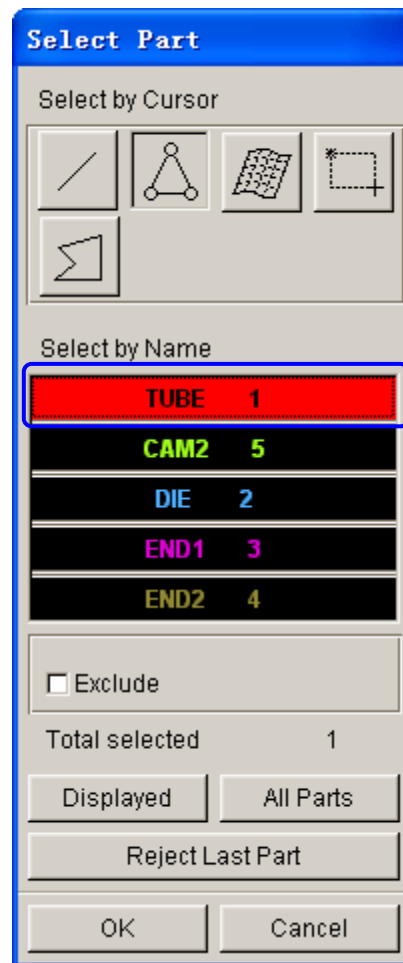 Select Part
Select by Cursor
Select by Name
TUBE 1
CAM2 5
DIE 2
END1 3
END2 4
Exclude
Total selected 1
Displayed All Parts
Reject Last Part
OK Cancel